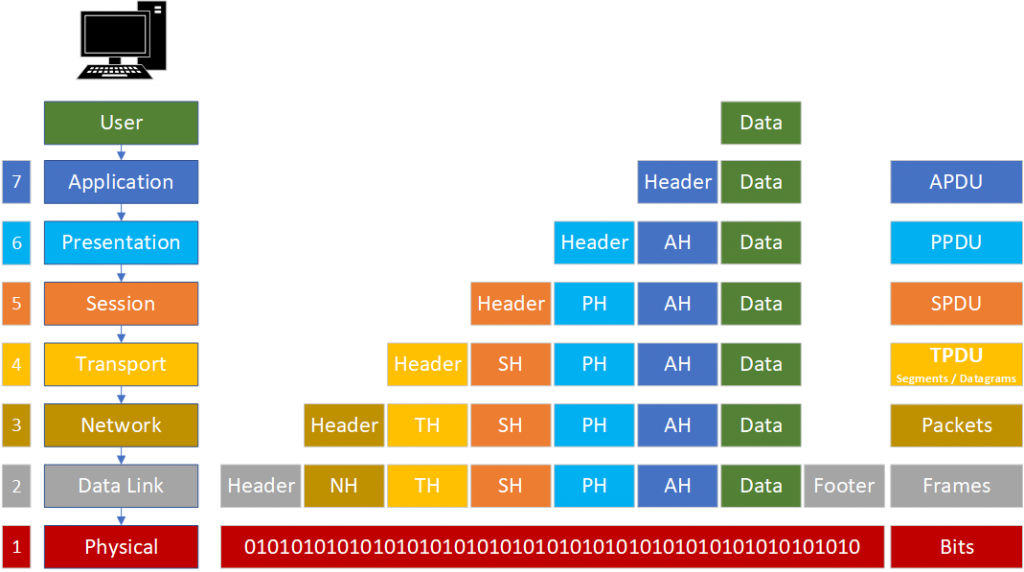 User Data
7 Application Header Data APDU
6 Presentation Header AH Data PPDU
5 Session Header PH AH Data SPDU
4 Transport Header SH PH AH Data TPDU
Segments / Datagrams
3 Network Header TH SH PH AH Data Packets
2 Data Link Header NH TH SH PH AH Data Footer Frames
1 Physical 01010101010101010101010101010101010101010101010101010 Bits